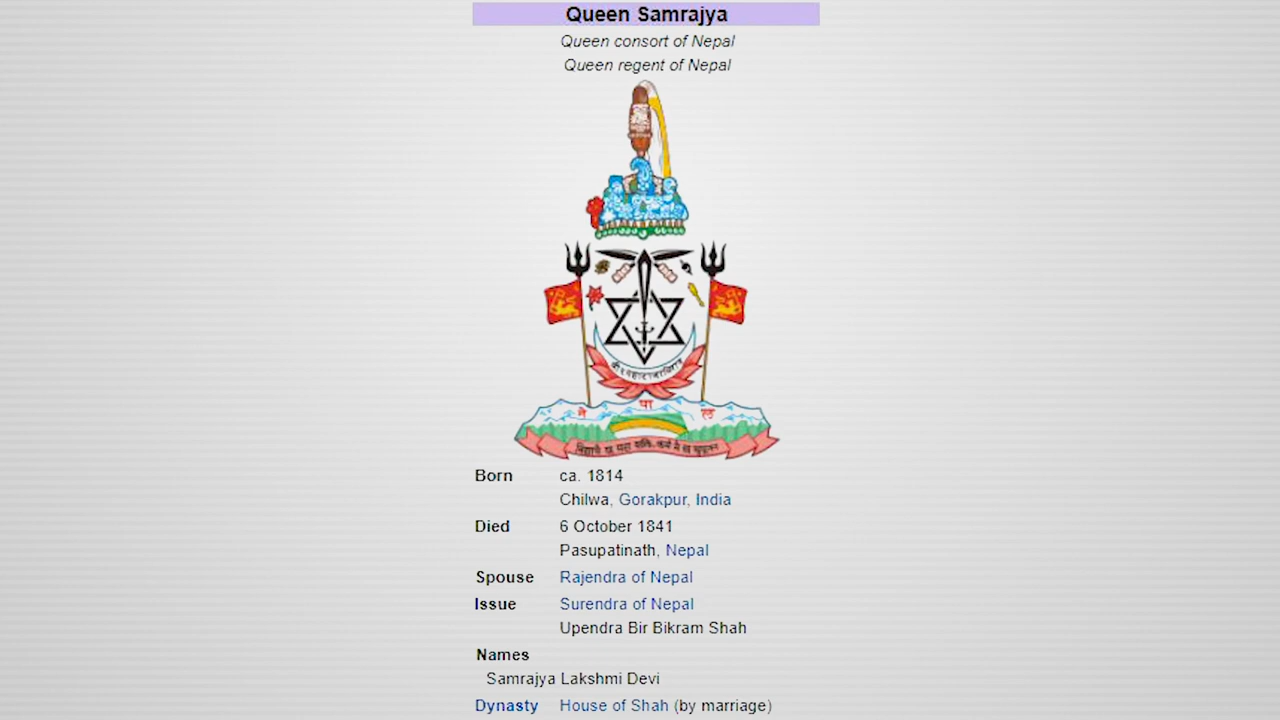 Queen Samrajya
Queen consort of Nepal
Queen regent of Nepal
ने पा ल
Born ca. 1814
Chilwa, Gorakpur, India
Died 6 October 1841
Pasupatinath, Nepal
Spouse Rajendra of Nepal
Issue Surendra of Nepal
Upendra Bir Bikram Shah
Names
Samrajya Lakshmi Devi
Dynasty House of Shah (by marriage)